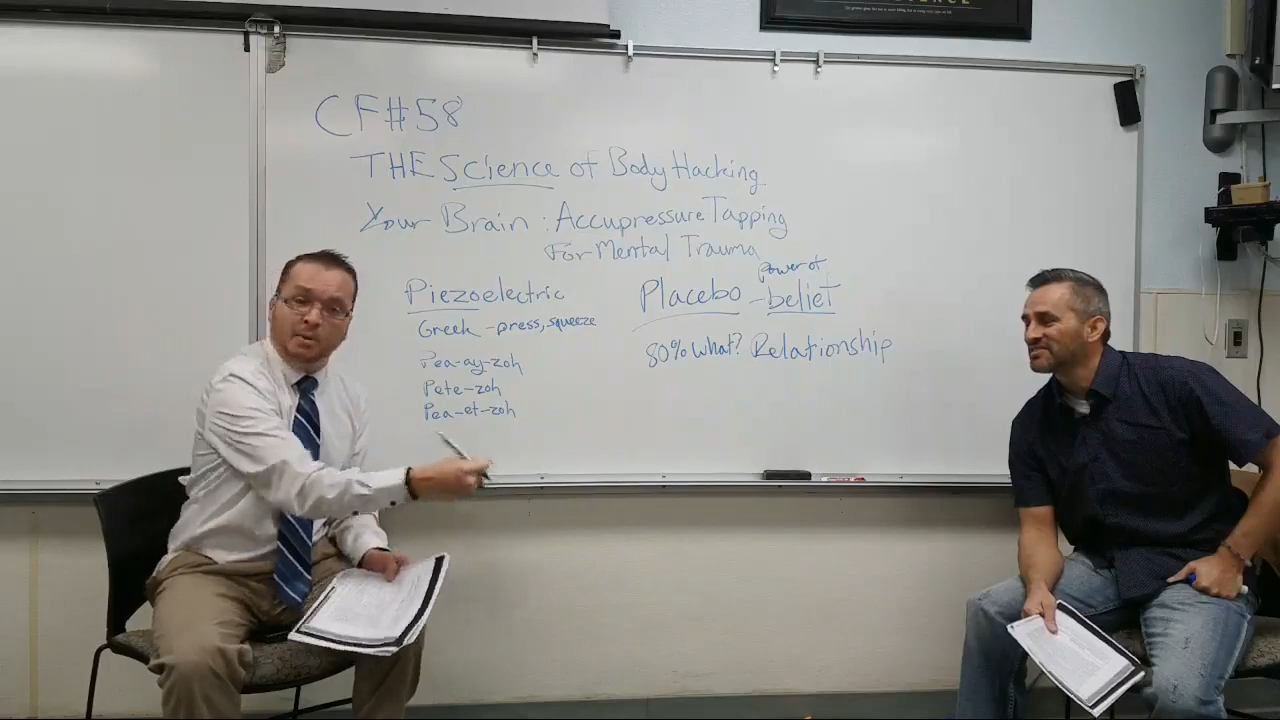 CF#58
THE Science of Body Hacking
Your Brain: Accupressure Tapping
For Mental Trauma
Piezoelectric
Greek - press, squeeze
Pea-ay-zoh
Pete-zoh
Pea-et-zoh
Placebo - power of belief
80% What? Relationship